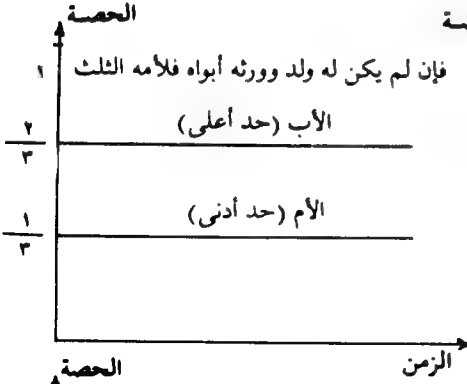 الحصة
فإن لم يكن له ولد وورثه أبواه فلأمه الثلث
١
الأب (حد أعلى)
٢
٣
الأم (حد أدنى)
١
٣
الزمن
الحصة